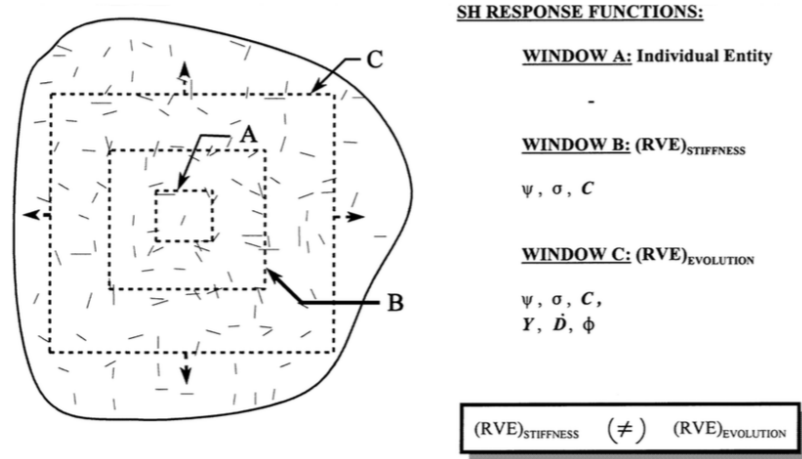 SH RESPONSE FUNCTIONS:
C
WINDOW A: Individual Entity
-
A
WINDOW B: (RVE)STIFFNESS
ψ, σ, C
WINDOW C: (RVE)EVOLUTION
B
ψ, σ, C,
Y, Ḋ, ϕ
(RVE)STIFFNESS (≠) (RVE)EVOLUTION